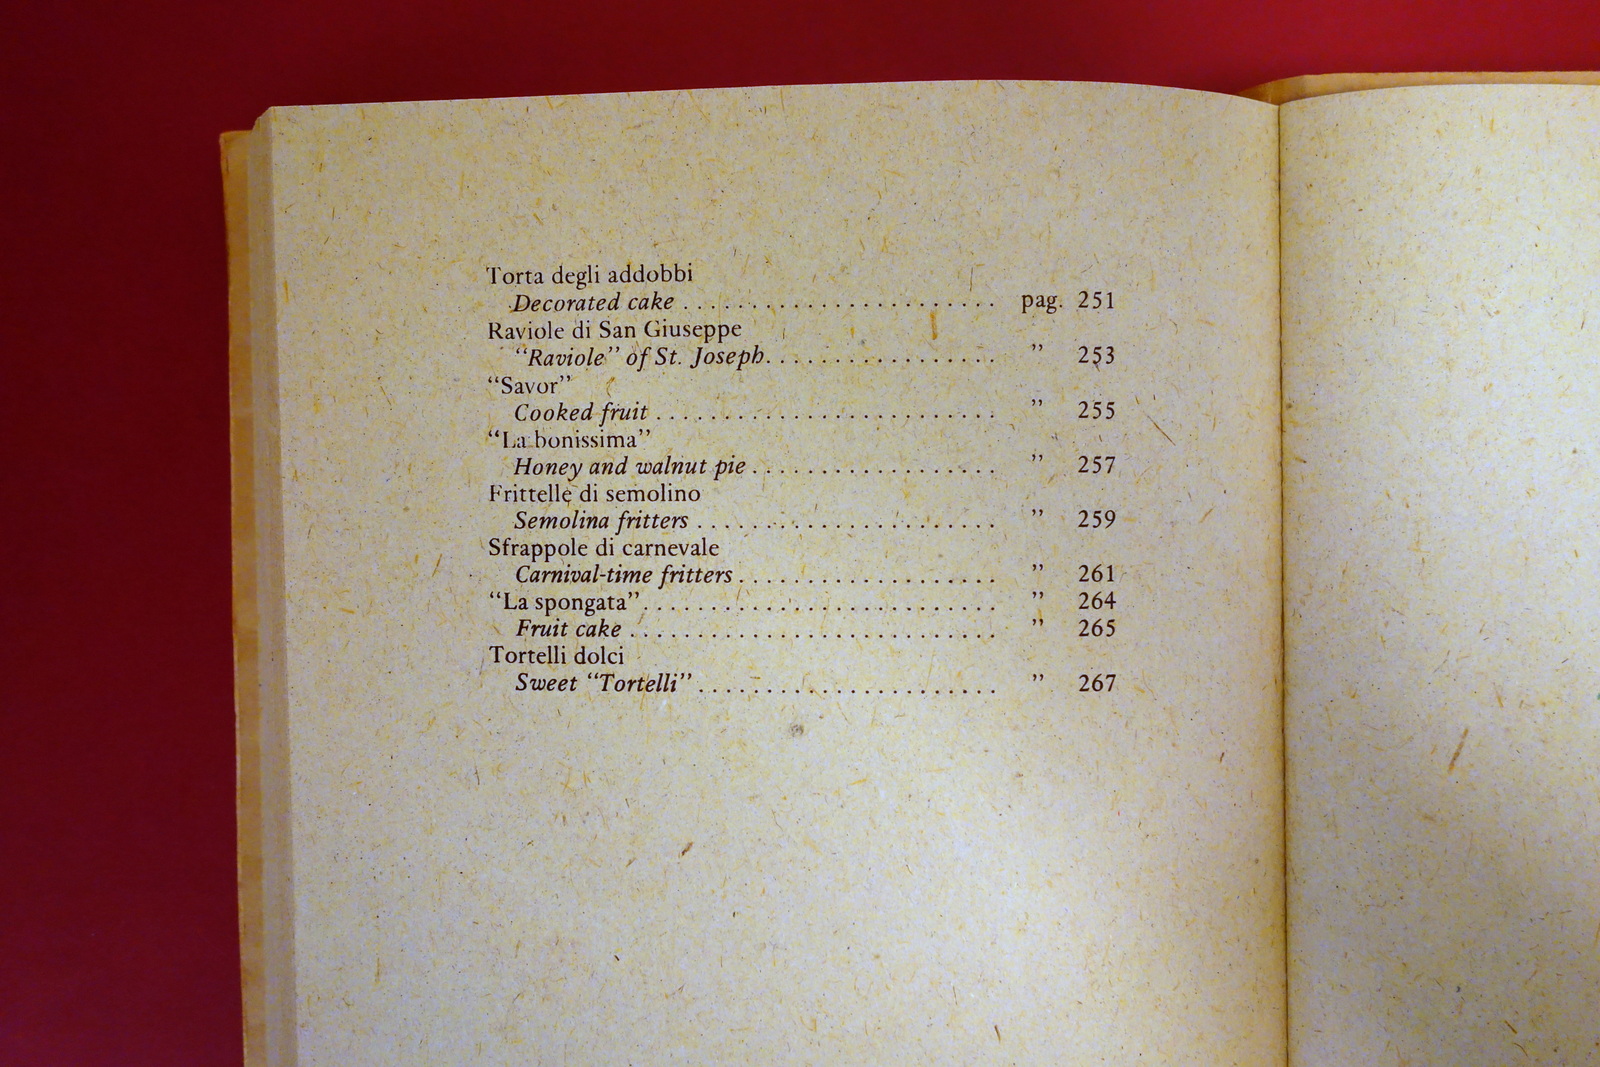 Torta degli addobbi
Decorated cake . . . . . . . . . . . . . . . . . . . . . . . pag. 251
Raviole di San Giuseppe
“Raviole” of St. Joseph. . . . . . . . . . . . . . . . . . ” 253
“Savor”
Cooked fruit . . . . . . . . . . . . . . . . . . . . . . . . . ” 255
“La bonissima”
Honey and walnut pie . . . . . . . . . . . . . . . . . . ” 257
Frittelle di semolino
Semolina fritters . . . . . . . . . . . . . . . . . . . . . . ” 259
Sfrappole di carnevale
Carnival-time fritters . . . . . . . . . . . . . . . . . . . ” 261
“La spongata”. . . . . . . . . . . . . . . . . . . . . . . . . . ” 264
Fruit cake . . . . . . . . . . . . . . . . . . . . . . . . . . . ” 265
Tortelli dolci
Sweet “Tortelli” . . . . . . . . . . . . . . . . . . . . . . ” 267